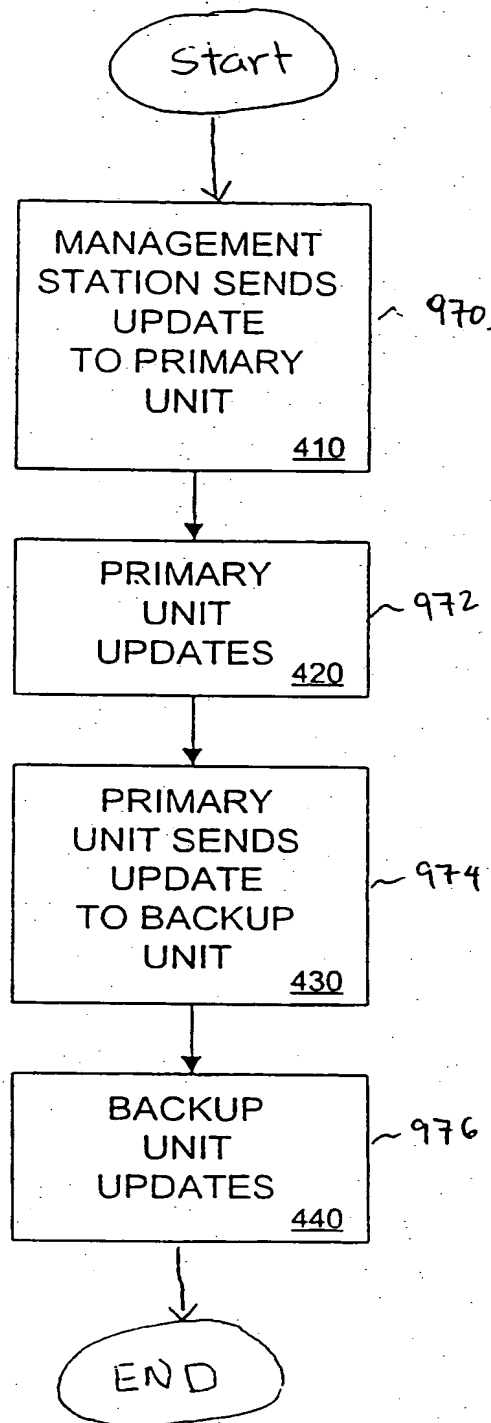 Start
MANAGEMENT
STATION SENDS
UPDATE
TO PRIMARY
UNIT
410
970
PRIMARY
UNIT
UPDATES
420
972
PRIMARY
UNIT SENDS
UPDATE
TO BACKUP
UNIT
430
974
BACKUP
UNIT
UPDATES
440
976
END